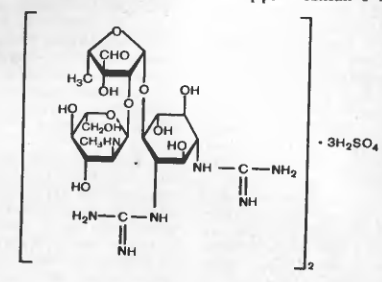 O
CHO
O
H₃C
OH
O
O
OH
HO
O
CH₂OH
CH₃HN
OH
HO
HO
NH—C—NH₂
NH
· 3H₂SO₄
H₂N—C—NH
NH
2